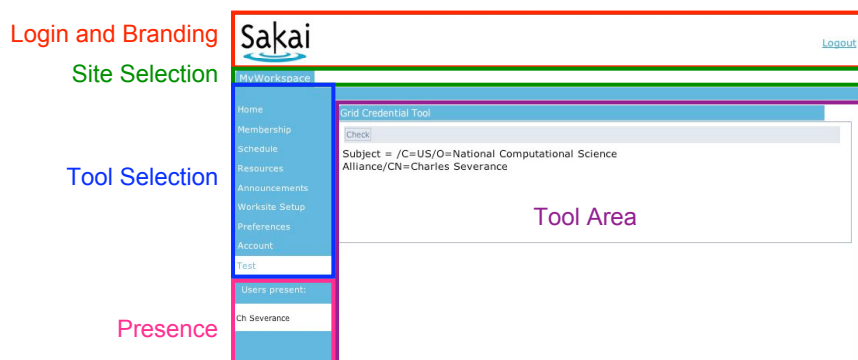 Login and Branding
Sakai
Logout
Site Selection
MyWorkspace
Tool Selection
Home
Membership
Schedule
Resources
Announcements
Worksite Setup
Preferences
Account
Test
Grid Credential Tool
Check
Subject = /C=US/O=National Computational Science
Alliance/CN=Charles Severance
Tool Area
Presence
Users present:
Ch Severance